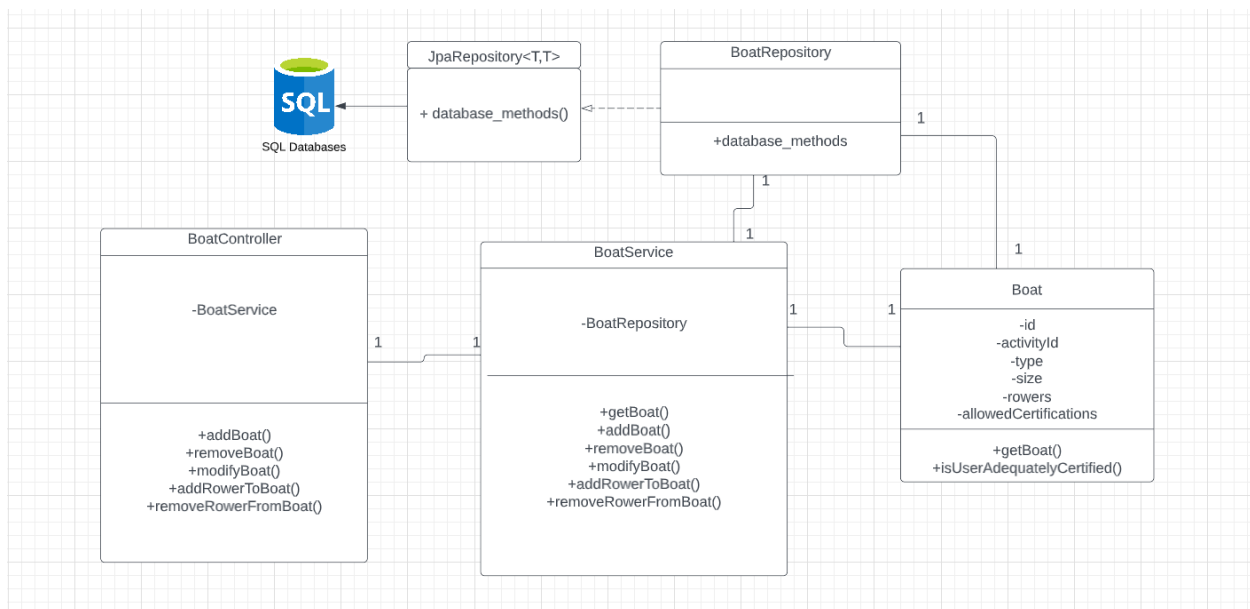 SQL
SQL Databases
JpaRepository<T,T>
+ database_methods()
BoatRepository
+database_methods
1
1
1
1
BoatController
-BoatService
+addBoat()
+removeBoat()
+modifyBoat()
+addRowerToBoat()
+removeRowerFromBoat()
1
1
BoatService
-BoatRepository
+getBoat()
+addBoat()
+removeBoat()
+modifyBoat()
+addRowerToBoat()
+removeRowerFromBoat()
1
1
Boat
-id
-activityId
-type
-size
-rowers
-allowedCertifications
+getBoat()
+isUserAdequatelyCertified()